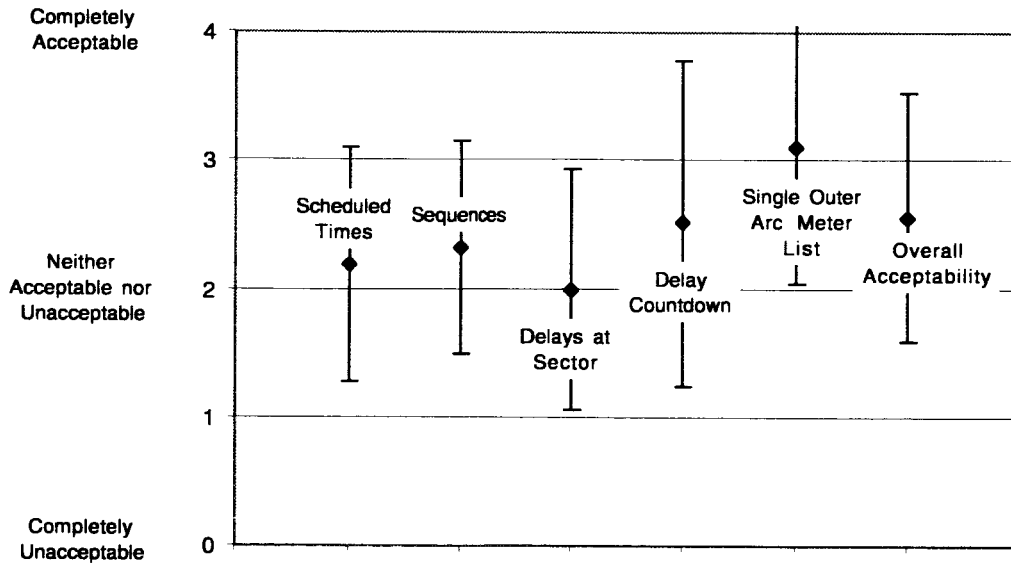 Completely
Acceptable
4
3
Scheduled
Times
Sequences
Single Outer
Arc Meter
List
Neither
Acceptable nor
Unacceptable
2
Delays at
Sector
Delay
Countdown
Overall
Acceptability
1
Completely
Unacceptable
0